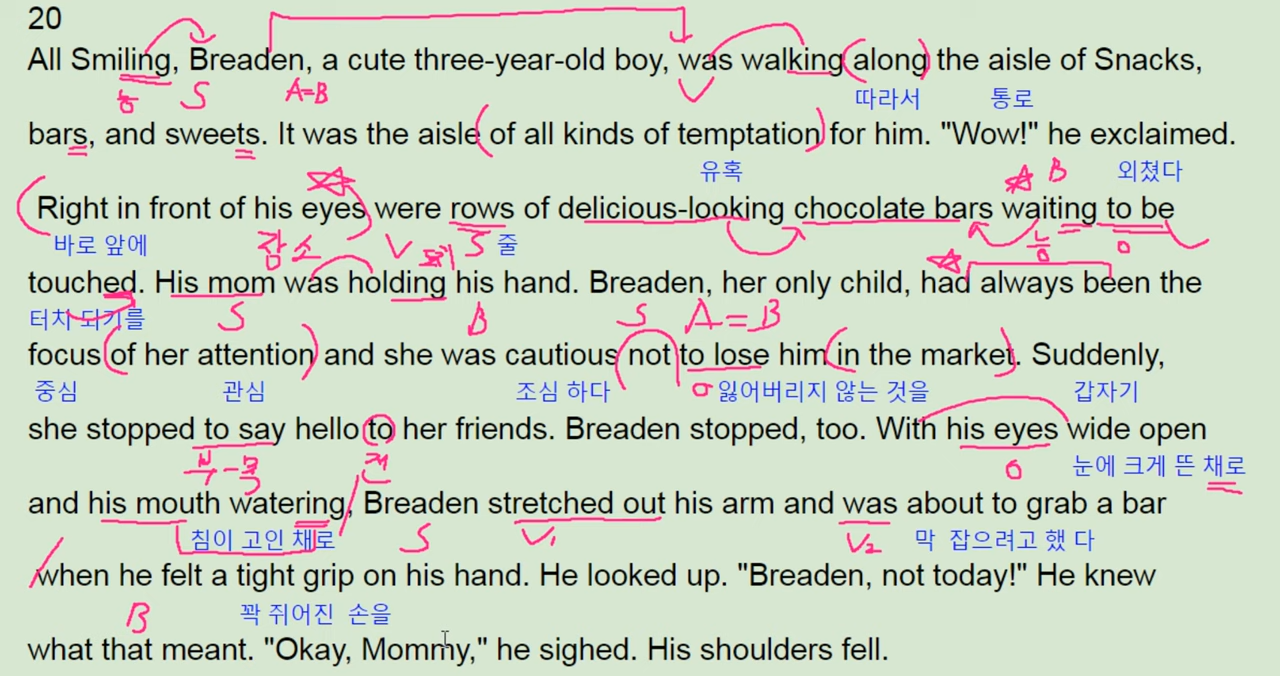 20
All Smiling, Breaden, a cute three-year-old boy, was walking along the aisle of Snacks,
능 S A=B 따라서 통로
bars, and sweets. It was the aisle of all kinds of temptation for him. "Wow!" he exclaimed.
유혹 B 외쳤다
Right in front of his eyes were rows of delicious-looking chocolate bars waiting to be
바로 앞에 장소 V S 줄 능 O
touched. His mom was holding his hand. Breaden, her only child, had always been the
터치 되기를 S B S A=B
focus of her attention and she was cautious not to lose him in the market. Suddenly,
중심 관심 조심 하다 잃어버리지 않는 것을 갑자기
she stopped to say hello to her friends. Breaden stopped, too. With his eyes wide open
부-목 전 O 눈에 크게 뜬 채로
and his mouth watering, Breaden stretched out his arm and was about to grab a bar
침이 고인 채로 S V1 V2 막 잡으려고 했 다
when he felt a tight grip on his hand. He looked up. "Breaden, not today!" He knew
B 꽉 쥐어진 손을
what that meant. "Okay, Mommy," he sighed. His shoulders fell.